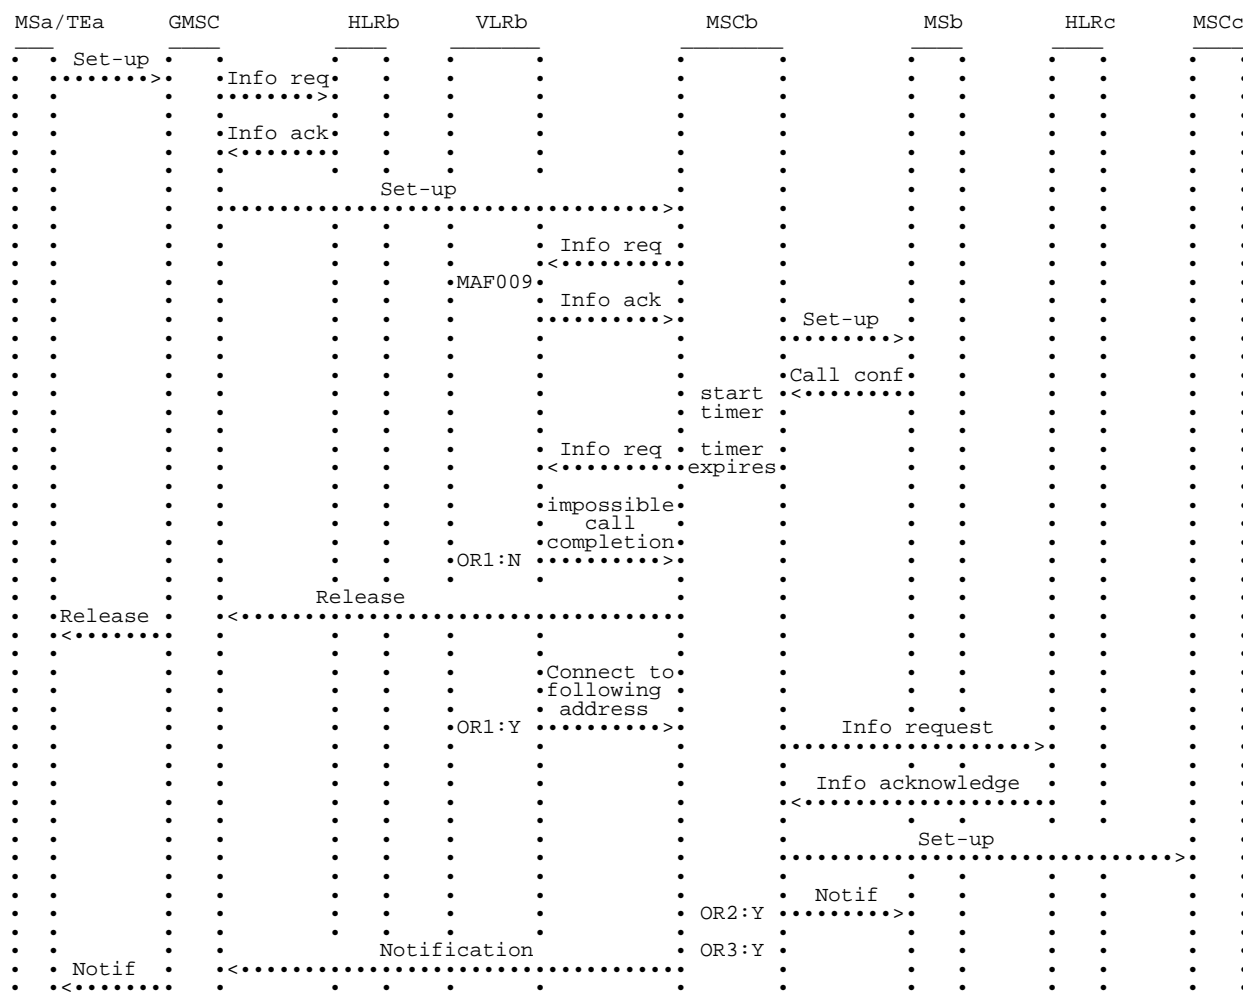 MSa/TEa GMSC HLRb VLRb MSCb MSb HLRc MSCc
Set-up
Info req
Info ack
Set-up
Info req
MAF009
Info ack
Set-up
Call conf
start
timer
Info req timer
expires
impossible
call
completion
OR1:N
Release
Release
Connect to
following
address
OR1:Y
Info request
Info acknowledge
Set-up
Notif
OR2:Y
Notification OR3:Y
Notif